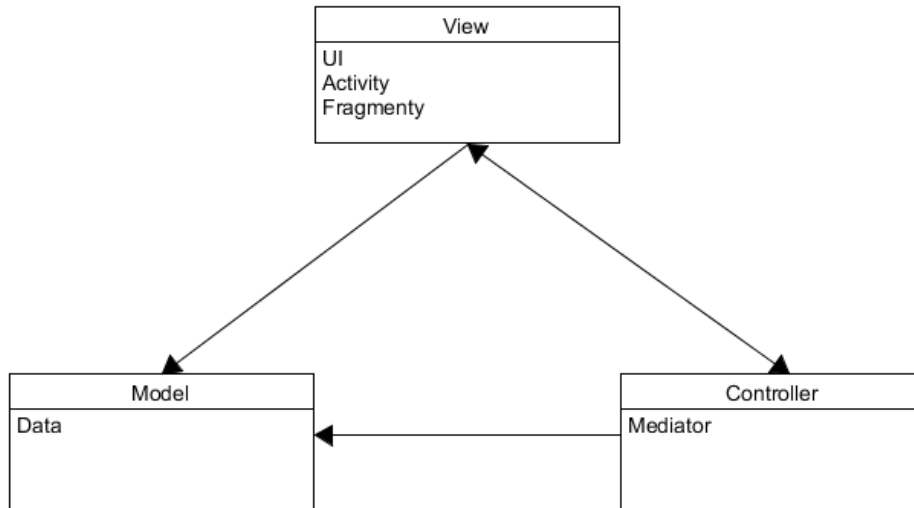 View
UI
Activity
Fragmenty
Model
Data
Controller
Mediator